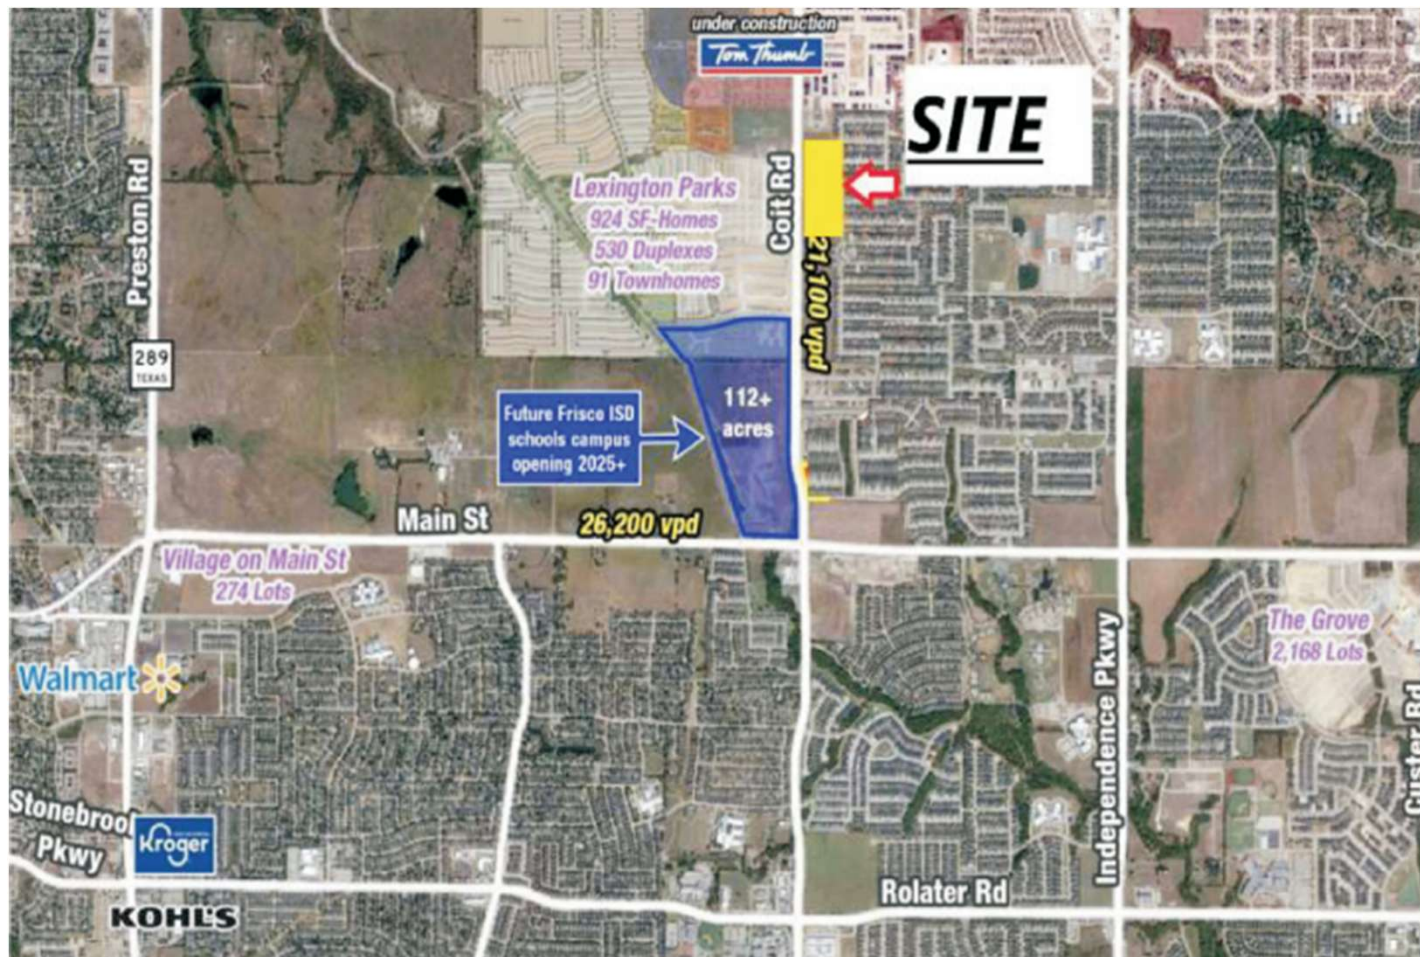 under construction
Tom Thumb
SITE
Preston Rd
Coit Rd
Lexington Parks
924 SF-Homes
530 Duplexes
91 Townhomes
21,100 vpd
289
TEXAS
112+
acres
Future Frisco ISD
schools campus
opening 2025+
Main St
26,200 vpd
Village on Main St
274 Lots
Independence Pkwy
The Grove
2,168 Lots
Custer Rd
Walmart
Stonebroo
Pkwy
Kroger
Rolater Rd
KOHL'S